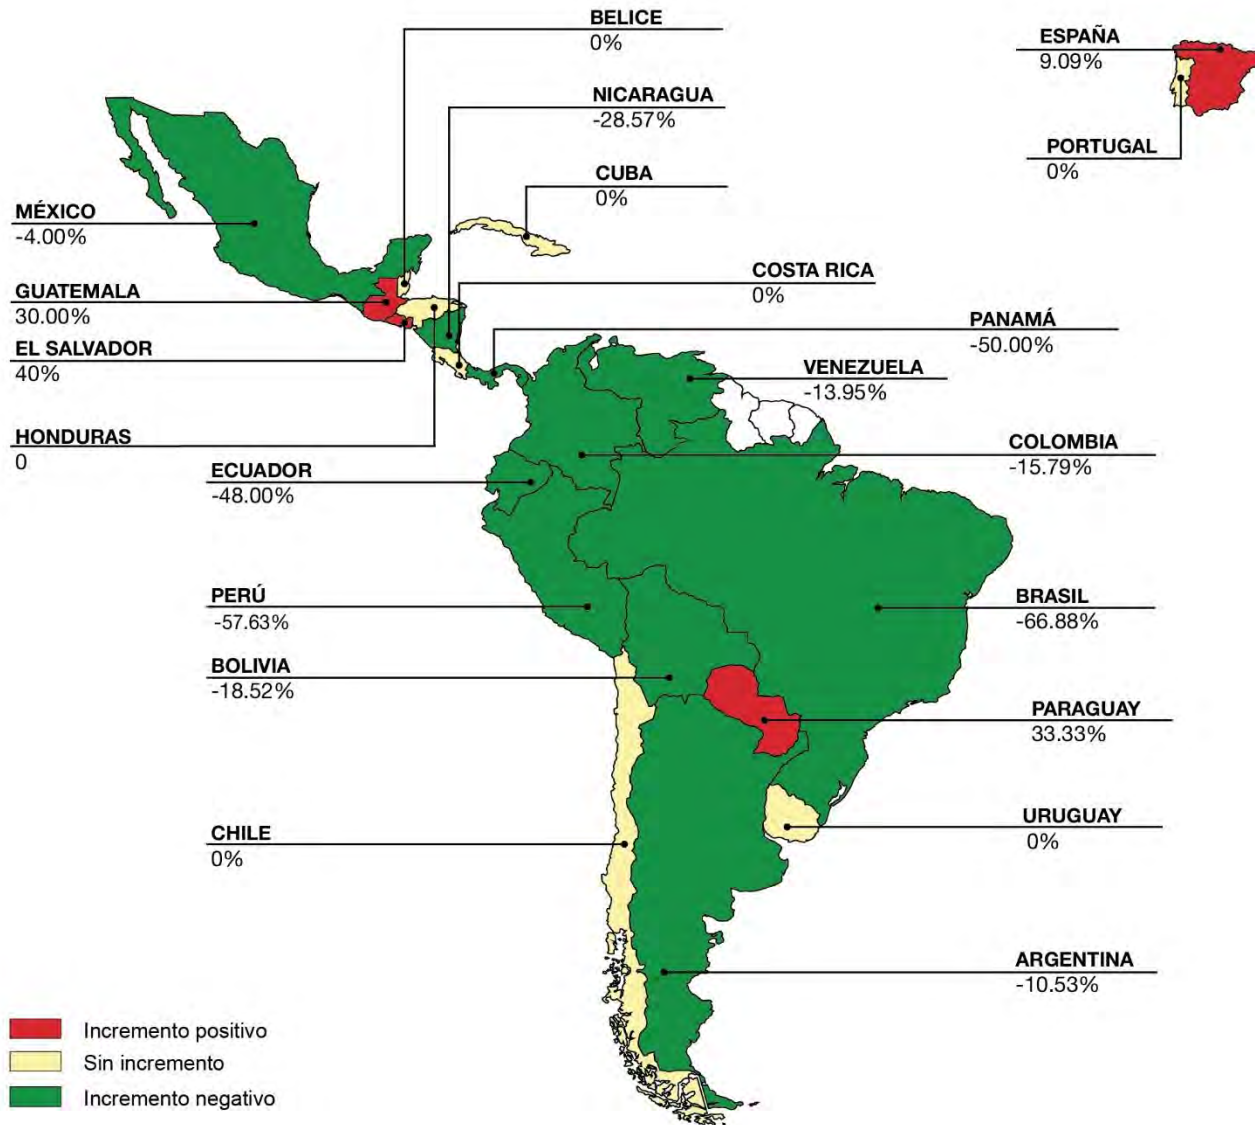 BELICE
0%
ESPAÑA
9.09%
NICARAGUA
-28.57%
PORTUGAL
0%
CUBA
0%
MÉXICO
-4.00%
COSTA RICA
0%
GUATEMALA
30.00%
PANAMÁ
-50.00%
EL SALVADOR
40%
VENEZUELA
-13.95%
HONDURAS
0
COLOMBIA
-15.79%
ECUADOR
-48.00%
PERÚ
-57.63%
BRASIL
-66.88%
BOLIVIA
-18.52%
PARAGUAY
33.33%
URUGUAY
0%
CHILE
0%
ARGENTINA
-10.53%
Incremento positivo
Sin incremento
Incremento negativo